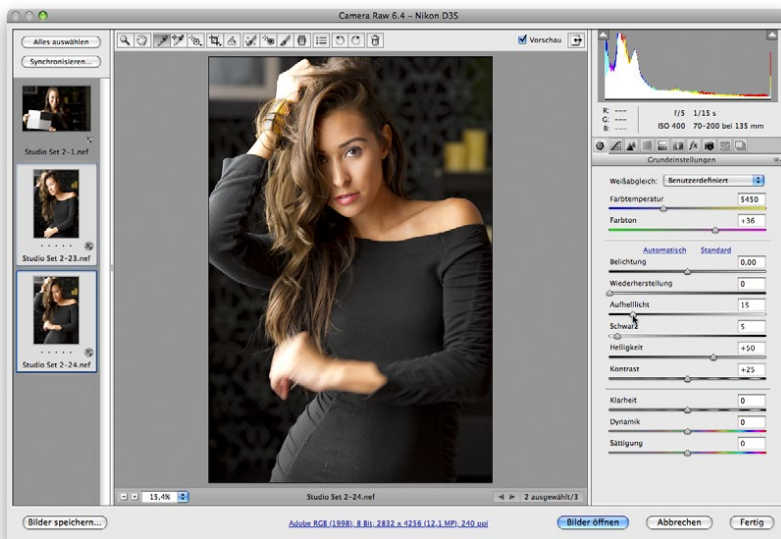 Camera Raw 6.4 – Nikon D3S
Alles auswählen
Synchronisieren...
Vorschau
Studio Set 2-1.nef
Studio Set 2-23.nef
Studio Set 2-24.nef
R: ---
G: ---
B: ---
f/5 1/15 s
ISO 400 70-200 bei 135 mm
Grundeinstellungen
Weißabgleich: Benutzerdefiniert
Farbtemperatur 5450
Farbton +36
Automatisch Standard
Belichtung 0,00
Wiederherstellung 0
Aufhelllicht 15
Schwarz 5
Helligkeit +50
Kontrast +25
Klarheit 0
Dynamik 0
Sättigung 0
15,4%
Studio Set 2-24.nef
2 ausgewählt/3
Bilder speichern...
Adobe RGB (1998); 8 Bit; 2832 x 4256 (12,1 MP); 240 ppi
Bilder öffnen
Abbrechen
Fertig